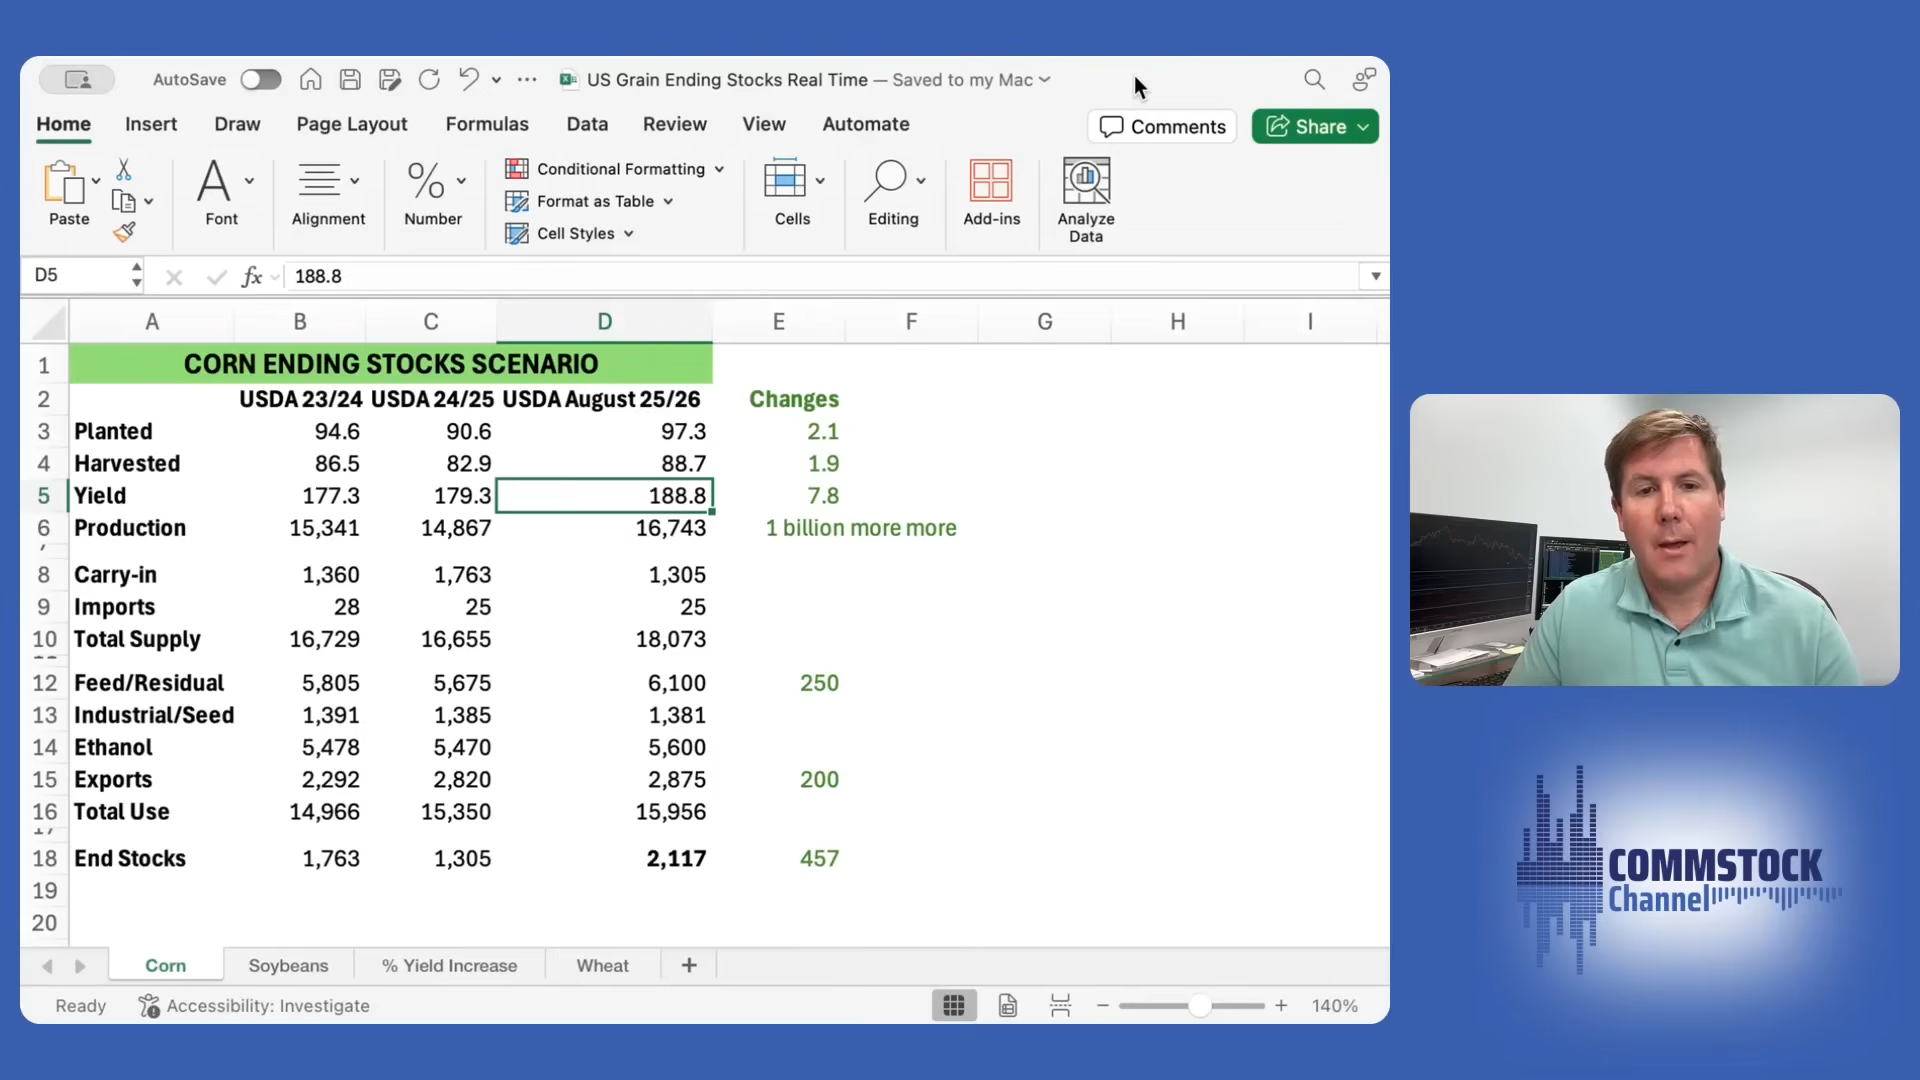 AutoSave
US Grain Ending Stocks Real Time — Saved to my Mac
Home Insert Draw Page Layout Formulas Data Review View Automate
Comments Share
Paste Font Alignment Number
Conditional Formatting
Format as Table
Cell Styles
Cells Editing Add-ins Analyze Data
D5 fx 188.8
A B C D E F G H I
1 CORN ENDING STOCKS SCENARIO
2 USDA 23/24 USDA 24/25 USDA August 25/26 Changes
3 Planted 94.6 90.6 97.3 2.1
4 Harvested 86.5 82.9 88.7 1.9
5 Yield 177.3 179.3 188.8 7.8
6 Production 15,341 14,867 16,743 1 billion more more
8 Carry-in 1,360 1,763 1,305
9 Imports 28 25 25
10 Total Supply 16,729 16,655 18,073
12 Feed/Residual 5,805 5,675 6,100 250
13 Industrial/Seed 1,391 1,385 1,381
14 Ethanol 5,478 5,470 5,600
15 Exports 2,292 2,820 2,875 200
16 Total Use 14,966 15,350 15,956
18 End Stocks 1,763 1,305 2,117 457
19
20
Corn Soybeans % Yield Increase Wheat +
Ready Accessibility: Investigate 140%
COMMSTOCK
Channel